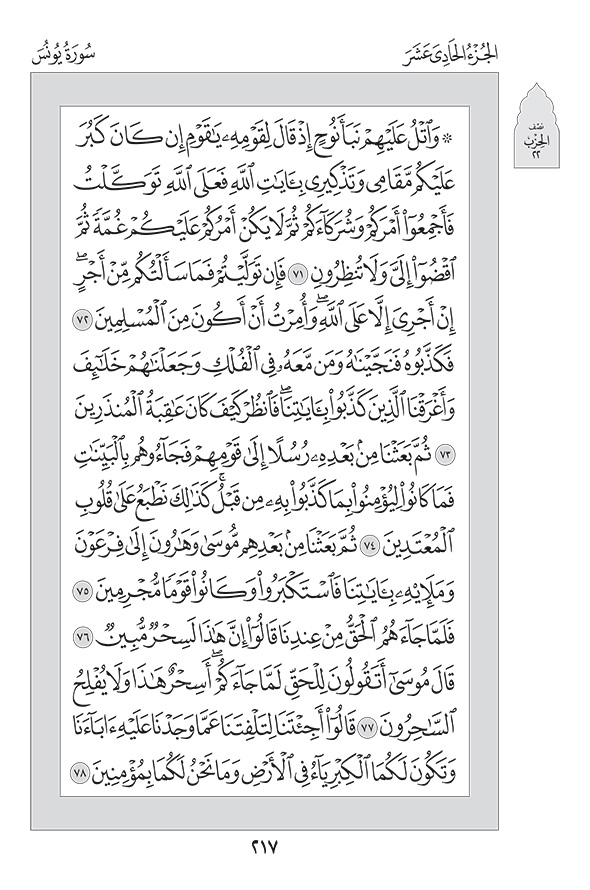 الجُزْءُ الحَادِى عَشَرَ
سُورَةُ يُونُسَ
نصف
الحزب
٢٢
۞ وَٱتۡلُ عَلَيۡهِمۡ نَبَأَ نُوحٍ إِذۡ قَالَ لِقَوۡمِهِۦ يَٰقَوۡمِ إِن كَانَ كَبُرَ
عَلَيۡكُم مَّقَامِي وَتَذۡكِيرِي بِـَٔايَٰتِ ٱللَّهِ فَعَلَى ٱللَّهِ تَوَكَّلۡتُ
فَأَجۡمِعُوٓاْ أَمۡرَكُمۡ وَشُرَكَآءَكُمۡ ثُمَّ لَا يَكُنۡ أَمۡرُكُمۡ عَلَيۡكُمۡ غُمَّةٗ ثُمَّ
ٱقۡضُوٓاْ إِلَيَّ وَلَا تُنظِرُونِ ٧١ فَإِن تَوَلَّيۡتُمۡ فَمَا سَأَلۡتُكُم مِّنۡ أَجۡرٍۖ
إِنۡ أَجۡرِيَ إِلَّا عَلَى ٱللَّهِۖ وَأُمِرۡتُ أَنۡ أَكُونَ مِنَ ٱلۡمُسۡلِمِينَ ٧٢
فَكَذَّبُوهُ فَنَجَّيۡنَٰهُ وَمَن مَّعَهُۥ فِي ٱلۡفُلۡكِ وَجَعَلۡنَٰهُمۡ خَلَٰٓئِفَ
وَأَغۡرَقۡنَا ٱلَّذِينَ كَذَّبُواْ بِـَٔايَٰتِنَاۖ فَٱنظُرۡ كَيۡفَ كَانَ عَٰقِبَةُ ٱلۡمُنذَرِينَ
٧٣ ثُمَّ بَعَثۡنَا مِنۢ بَعۡدِهِۦ رُسُلًا إِلَىٰ قَوۡمِهِمۡ فَجَآءُوهُم بِٱلۡبَيِّنَٰتِ
فَمَا كَانُواْ لِيُؤۡمِنُواْ بِمَا كَذَّبُواْ بِهِۦ مِن قَبۡلُۚ كَذَٰلِكَ نَطۡبَعُ عَلَىٰ قُلُوبِ
ٱلۡمُعۡتَدِينَ ٧٤ ثُمَّ بَعَثۡنَا مِنۢ بَعۡدِهِم مُّوسَىٰ وَهَٰرُونَ إِلَىٰ فِرۡعَوۡنَ
وَمَلَإِيْهِۦ بِـَٔايَٰتِنَا فَٱسۡتَكۡبَرُواْ وَكَانُواْ قَوۡمٗا مُّجۡرِمِينَ ٧٥
فَلَمَّا جَآءَهُمُ ٱلۡحَقُّ مِنۡ عِندِنَا قَالُوٓاْ إِنَّ هَٰذَا لَسِحۡرٞ مُّبِينٞ ٧٦
قَالَ مُوسَىٰٓ أَتَقُولُونَ لِلۡحَقِّ لَمَّا جَآءَكُمۡۖ أَسِحۡرٌ هَٰذَا وَلَا يُفۡلِحُ
ٱلسَّٰحِرُونَ ٧٧ قَالُوٓاْ أَجِئۡتَنَا لِتَلۡفِتَنَا عَمَّا وَجَدۡنَا عَلَيۡهِ ءَابَآءَنَا
وَتَكُونَ لَكُمَا ٱلۡكِبۡرِيَآءُ فِي ٱلۡأَرۡضِ وَمَا نَحۡنُ لَكُمَا بِمُؤۡمِنِينَ ٧٨
٢١٧